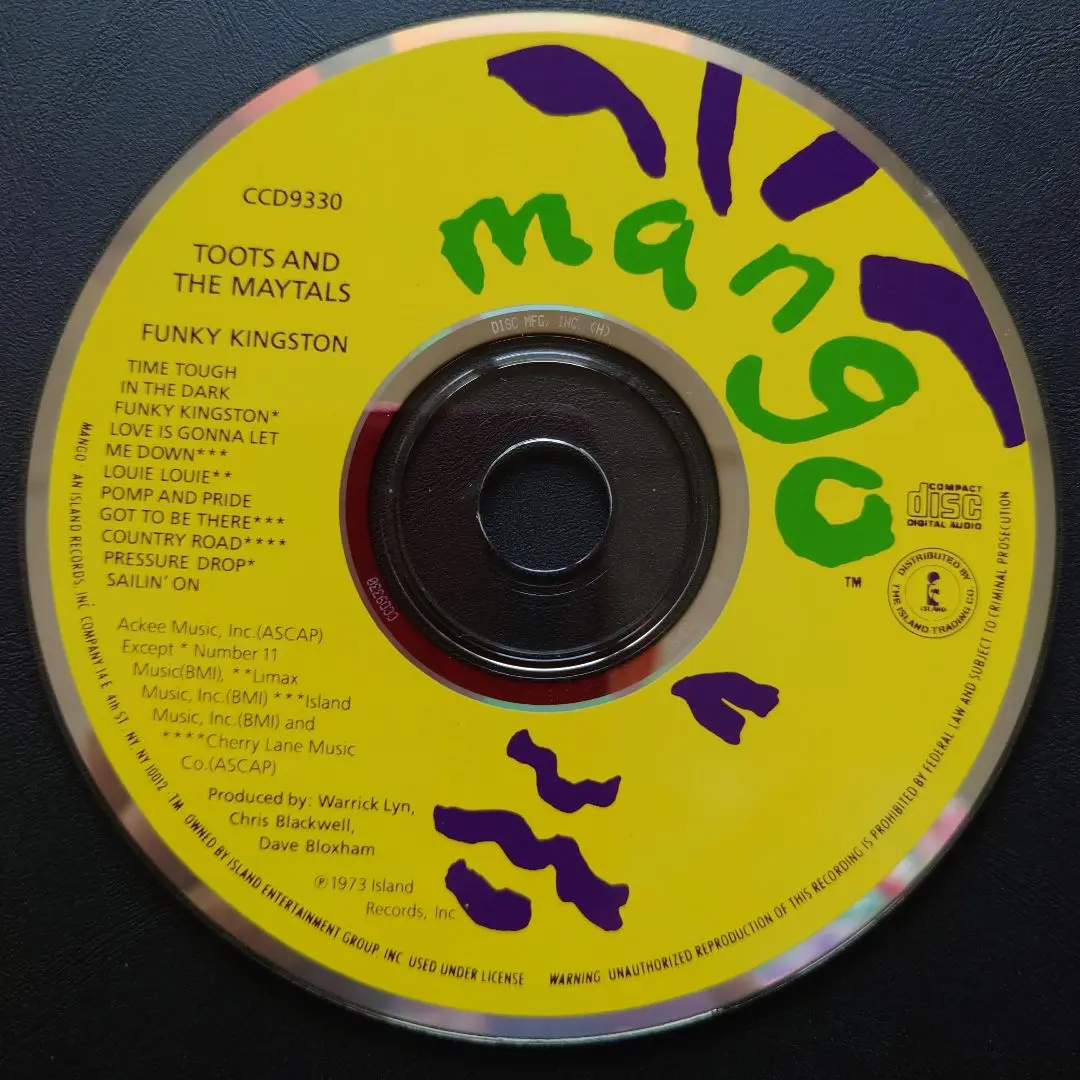 CCD9330
TOOTS AND
THE MAYTALS
FUNKY KINGSTON
TIME TOUGH
IN THE DARK
FUNKY KINGSTON*
LOVE IS GONNA LET
ME DOWN***
LOUIE LOUIE**
POMP AND PRIDE
GOT TO BE THERE***
COUNTRY ROAD****
PRESSURE DROP*
SAILIN' ON
Ackee Music, Inc.(ASCAP)
Except * Number 11
Music(BMI), **Limax
Music, Inc.(BMI) ***Island
Music, Inc.(BMI) and
****Cherry Lane Music
Co.(ASCAP)
Produced by: Warrick Lyn,
Chris Blackwell,
Dave Bloxham
℗1973 Island
Records, Inc
mango
TM
DISC MFG., INC. (H)
CCD9330
COMPACT
disc
DIGITAL AUDIO
DISTRIBUTED BY
THE ISLAND TRADING CO.
ISLAND
MANGO · AN ISLAND RECORDS, INC. COMPANY 14 E. 4th ST. NY, NY 10012 · TM OWNED BY ISLAND ENTERTAINMENT GROUP, INC. USED UNDER LICENSE
WARNING: UNAUTHORIZED REPRODUCTION OF THIS RECORDING IS PROHIBITED BY FEDERAL LAW AND SUBJECT TO CRIMINAL PROSECUTION